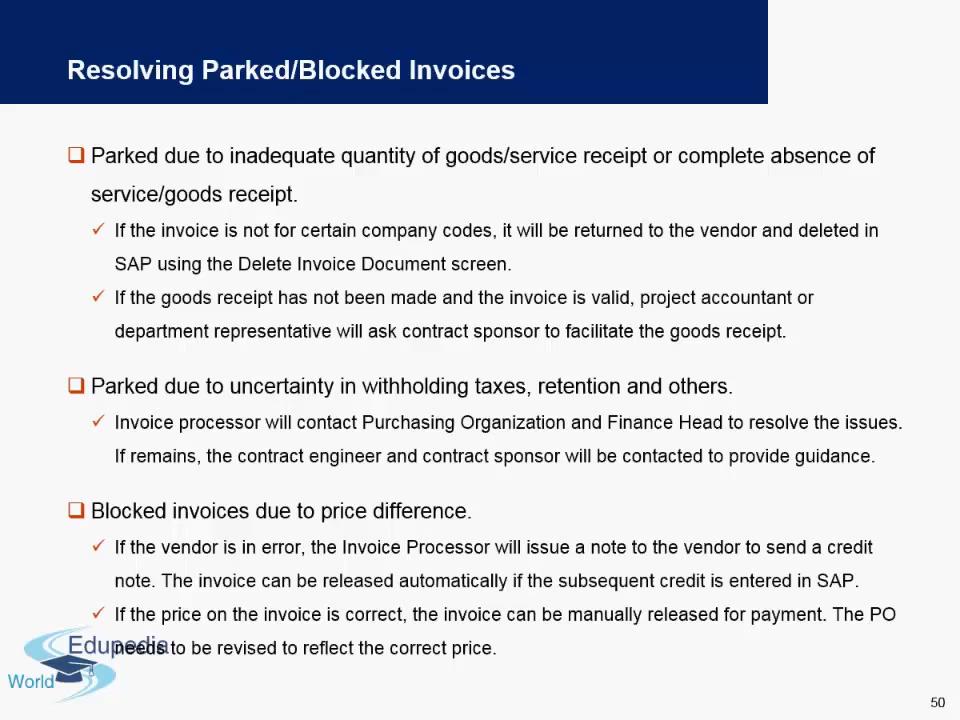 Resolving Parked/Blocked Invoices
Parked due to inadequate quantity of goods/service receipt or complete absence of
service/goods receipt.
If the invoice is not for certain company codes, it will be returned to the vendor and deleted in
SAP using the Delete Invoice Document screen.
If the goods receipt has not been made and the invoice is valid, project accountant or
department representative will ask contract sponsor to facilitate the goods receipt.
Parked due to uncertainty in withholding taxes, retention and others.
Invoice processor will contact Purchasing Organization and Finance Head to resolve the issues.
If remains, the contract engineer and contract sponsor will be contacted to provide guidance.
Blocked invoices due to price difference.
If the vendor is in error, the Invoice Processor will issue a note to the vendor to send a credit
note. The invoice can be released automatically if the subsequent credit is entered in SAP.
If the price on the invoice is correct, the invoice can be manually released for payment. The PO
needs to be revised to reflect the correct price.
Edupedia
World
50